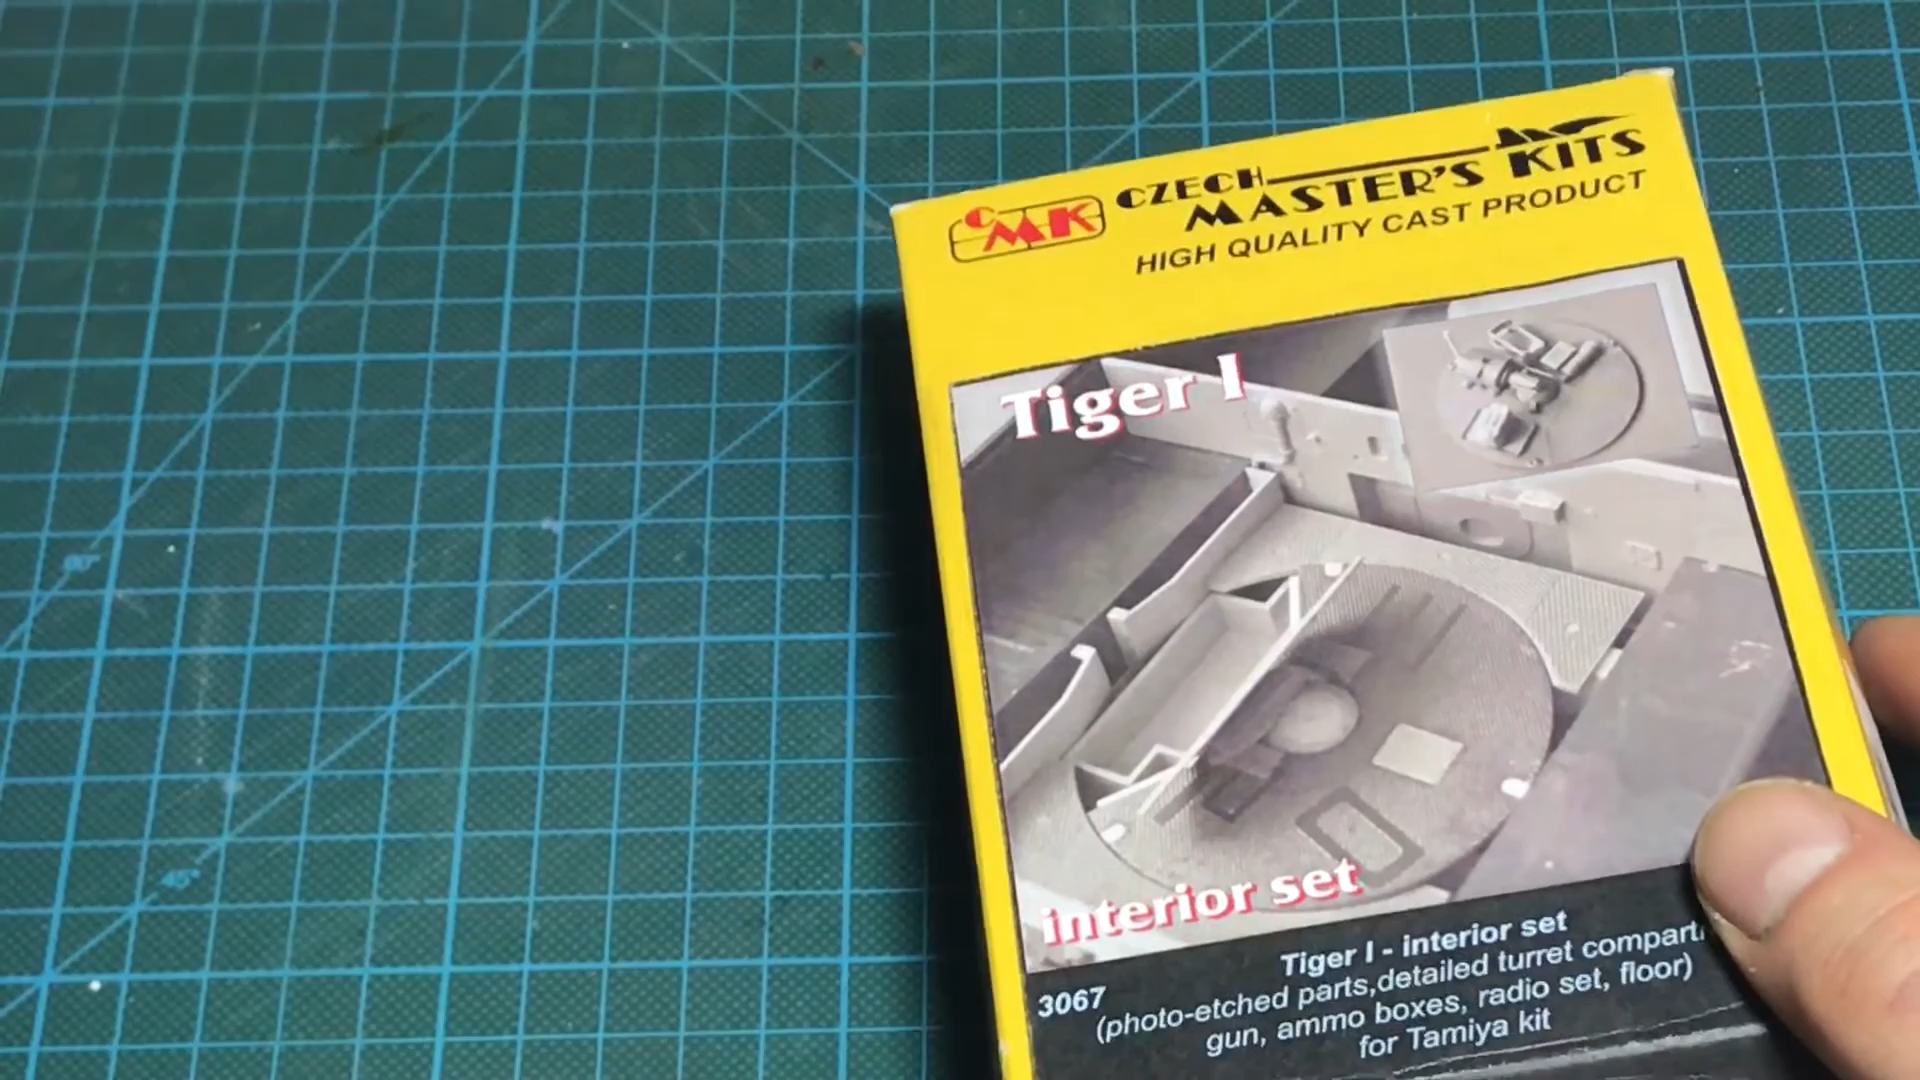 CMK
CZECH
MASTER'S KITS
HIGH QUALITY CAST PRODUCT
Tiger I
interior set
Tiger I - interior set
3067
(photo-etched parts,detailed turret
gun, ammo boxes, radio set, floor)
for Tamiya kit
45°